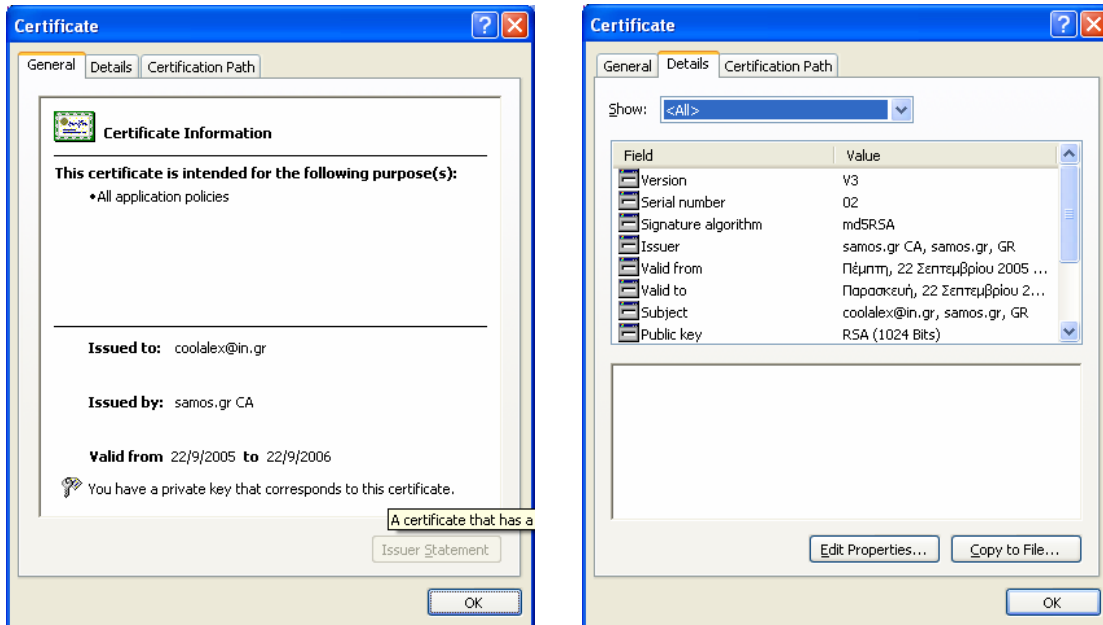 Certificate
General Details Certification Path
Certificate Information
This certificate is intended for the following purpose(s):
•All application policies
Issued to: coolalex@in.gr
Issued by: samos.gr CA
Valid from 22/9/2005 to 22/9/2006
You have a private key that corresponds to this certificate.
A certificate that has a
Issuer Statement
OK
Certificate
General Details Certification Path
Show: <All>
Field Value
Version V3
Serial number 02
Signature algorithm md5RSA
Issuer samos.gr CA, samos.gr, GR
Valid from Πέμπτη, 22 Σεπτεμβρίου 2005 ...
Valid to Παρασκευή, 22 Σεπτεμβρίου 2...
Subject coolalex@in.gr, samos.gr, GR
Public key RSA (1024 Bits)
Edit Properties... Copy to File...
OK